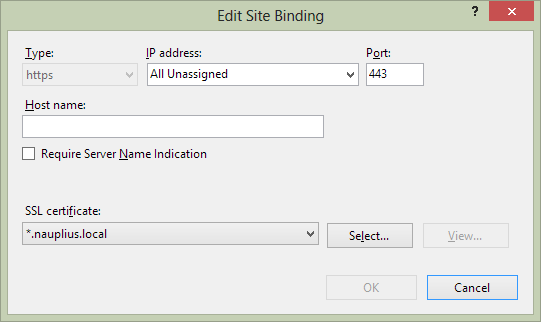 Edit Site Binding
? ×
Type: IP address: Port:
https All Unassigned 443
Host name:
Require Server Name Indication
SSL certificate:
*.nauplius.local Select... View...
OK Cancel